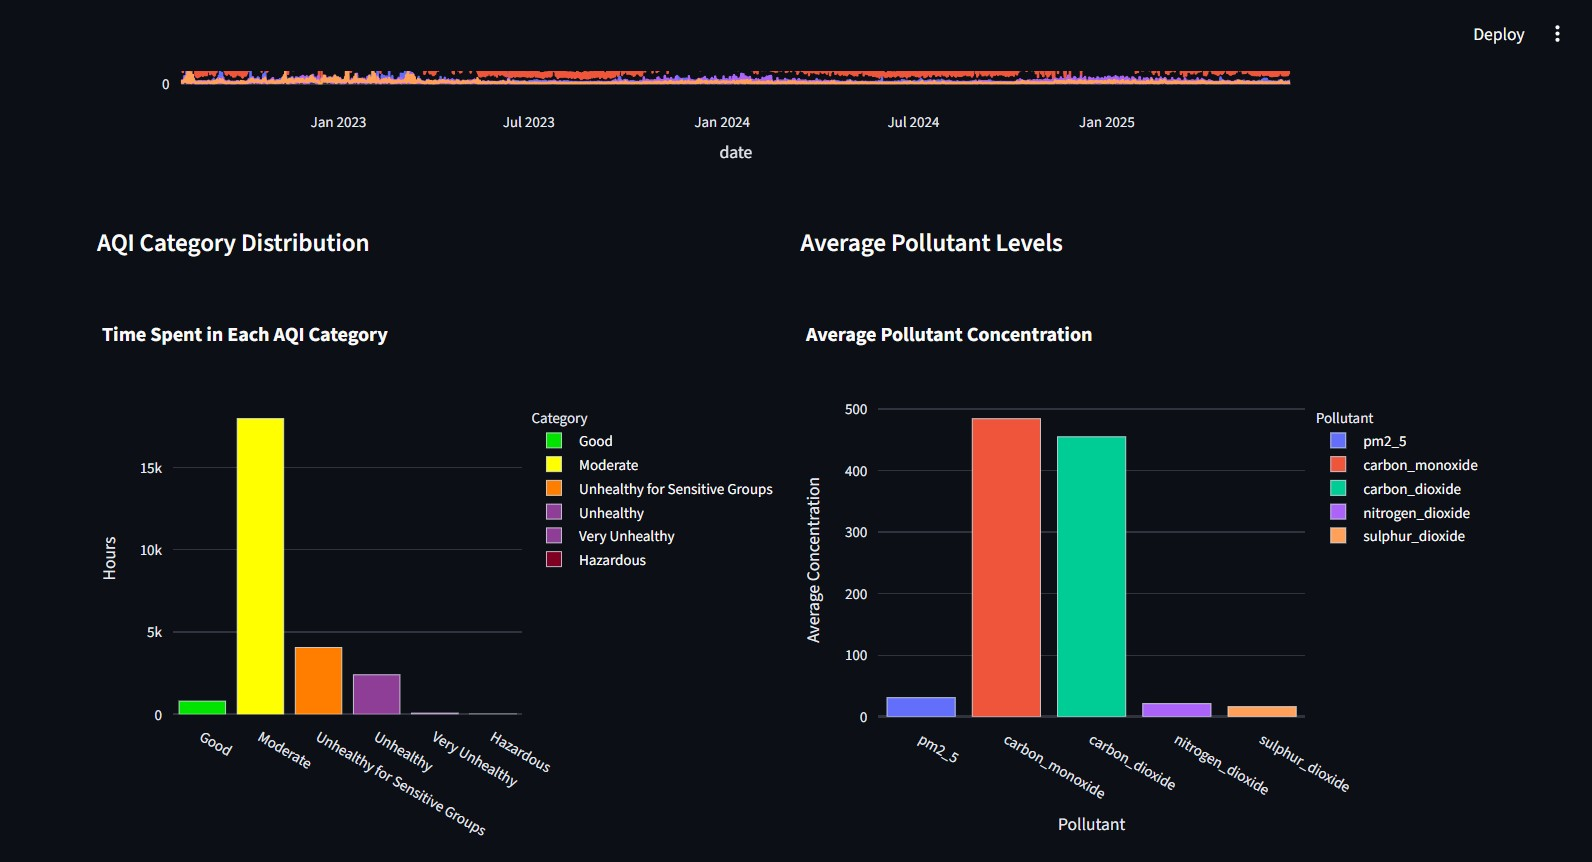 Deploy
0
Jan 2023
Jul 2023
Jan 2024
Jul 2024
Jan 2025
date
AQI Category Distribution
Time Spent in Each AQI Category
Hours
15k
10k
5k
0
Good
Moderate
Unhealthy for Sensitive Groups
Unhealthy
Very Unhealthy
Hazardous
Category
Good
Moderate
Unhealthy for Sensitive Groups
Unhealthy
Very Unhealthy
Hazardous
Average Pollutant Levels
Average Pollutant Concentration
Average Concentration
500
400
300
200
100
0
pm2_5
carbon_monoxide
carbon_dioxide
nitrogen_dioxide
sulphur_dioxide
Pollutant
Pollutant
pm2_5
carbon_monoxide
carbon_dioxide
nitrogen_dioxide
sulphur_dioxide